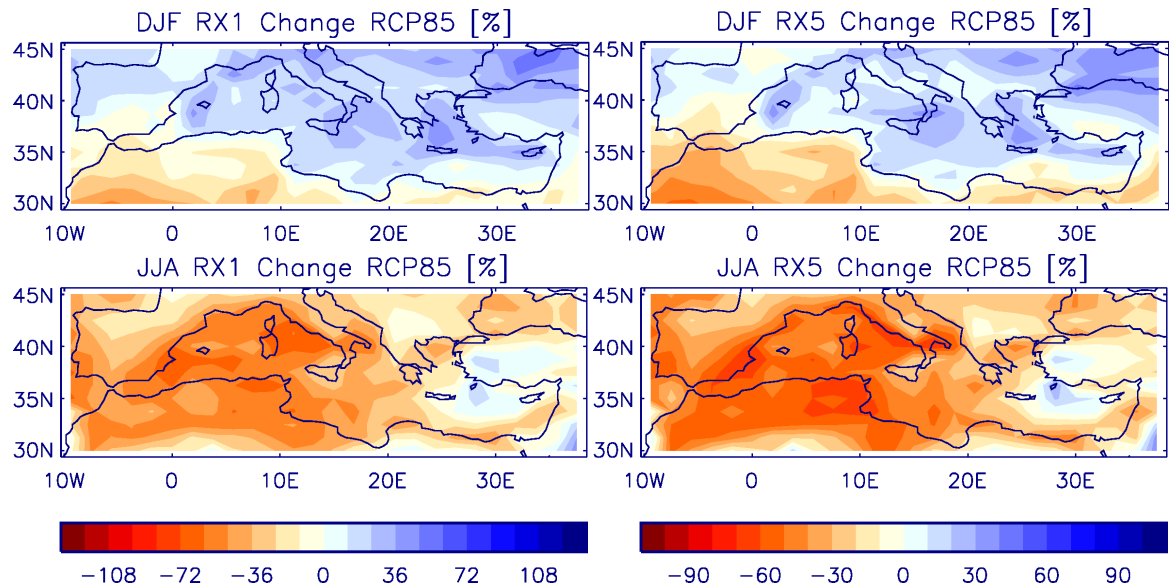 DJF RX1 Change RCP85 [%]
DJF RX5 Change RCP85 [%]
45N
40N
35N
30N
10W 0 10E 20E 30E
45N
40N
35N
30N
10W 0 10E 20E 30E
JJA RX1 Change RCP85 [%]
JJA RX5 Change RCP85 [%]
45N
40N
35N
30N
10W 0 10E 20E 30E
45N
40N
35N
30N
10W 0 10E 20E 30E
−108 −72 −36 0 36 72 108
−90 −60 −30 0 30 60 90